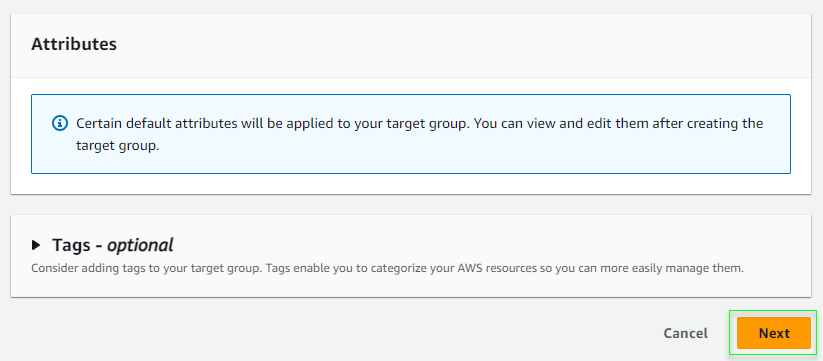 Attributes
Certain default attributes will be applied to your target group. You can view and edit them after creating the
target group.
Tags - optional
Consider adding tags to your target group. Tags enable you to categorize your AWS resources so you can more easily manage them.
Cancel Next